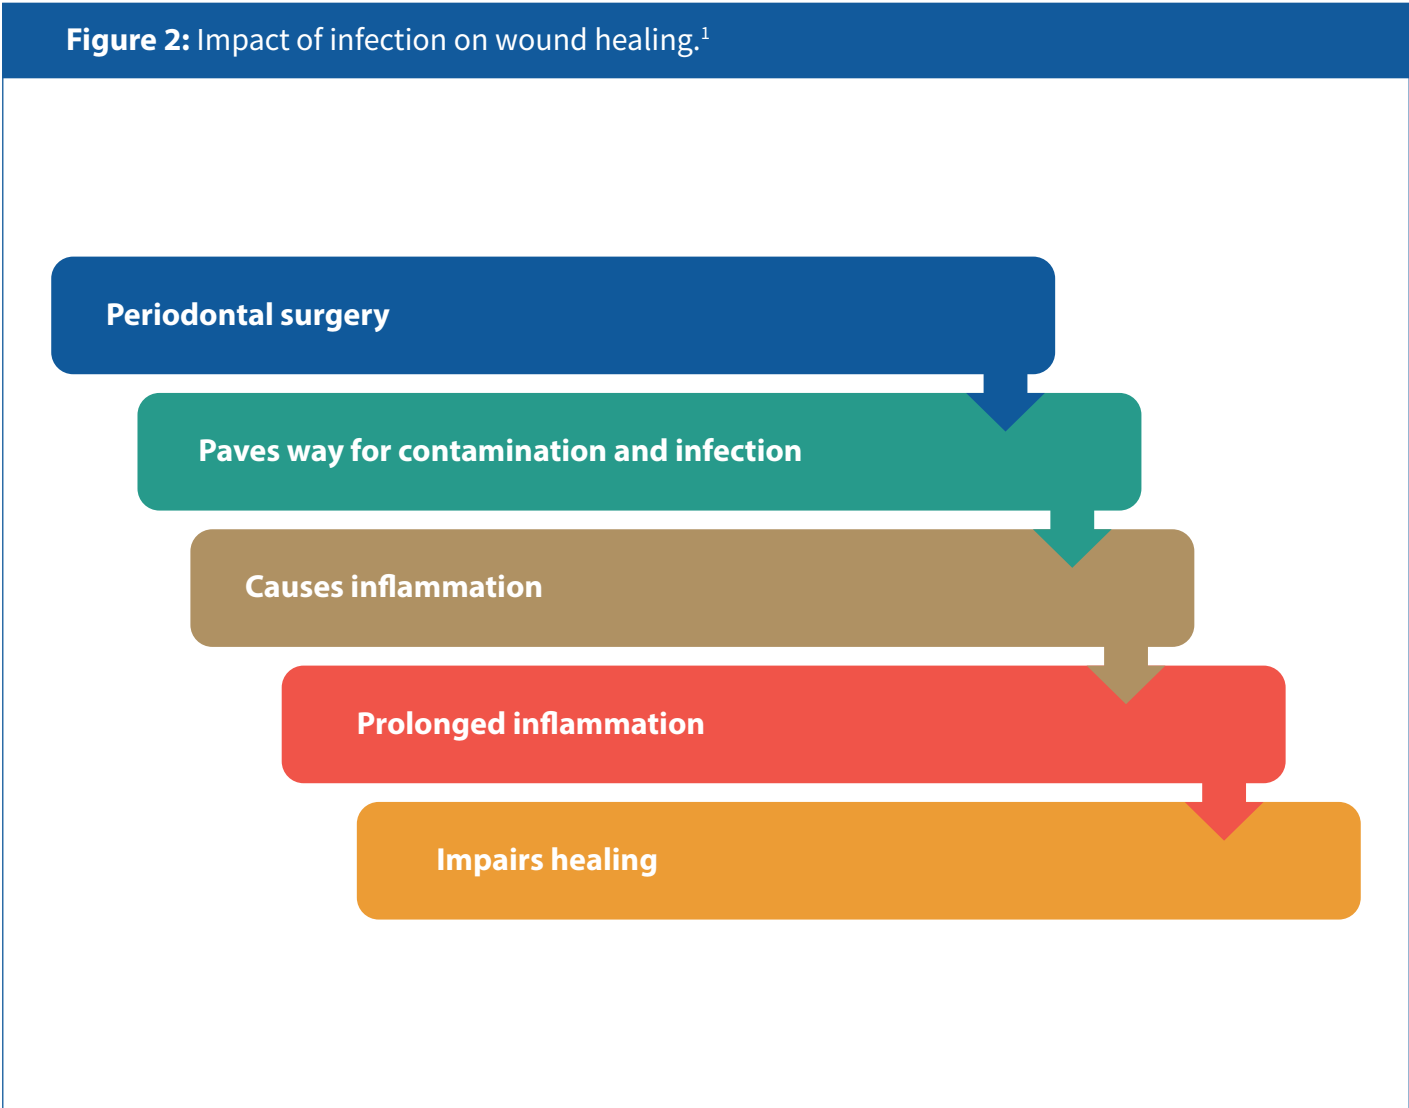 Figure 2: Impact of infection on wound healing.¹
Periodontal surgery
Paves way for contamination and infection
Causes inflammation
Prolonged inflammation
Impairs healing